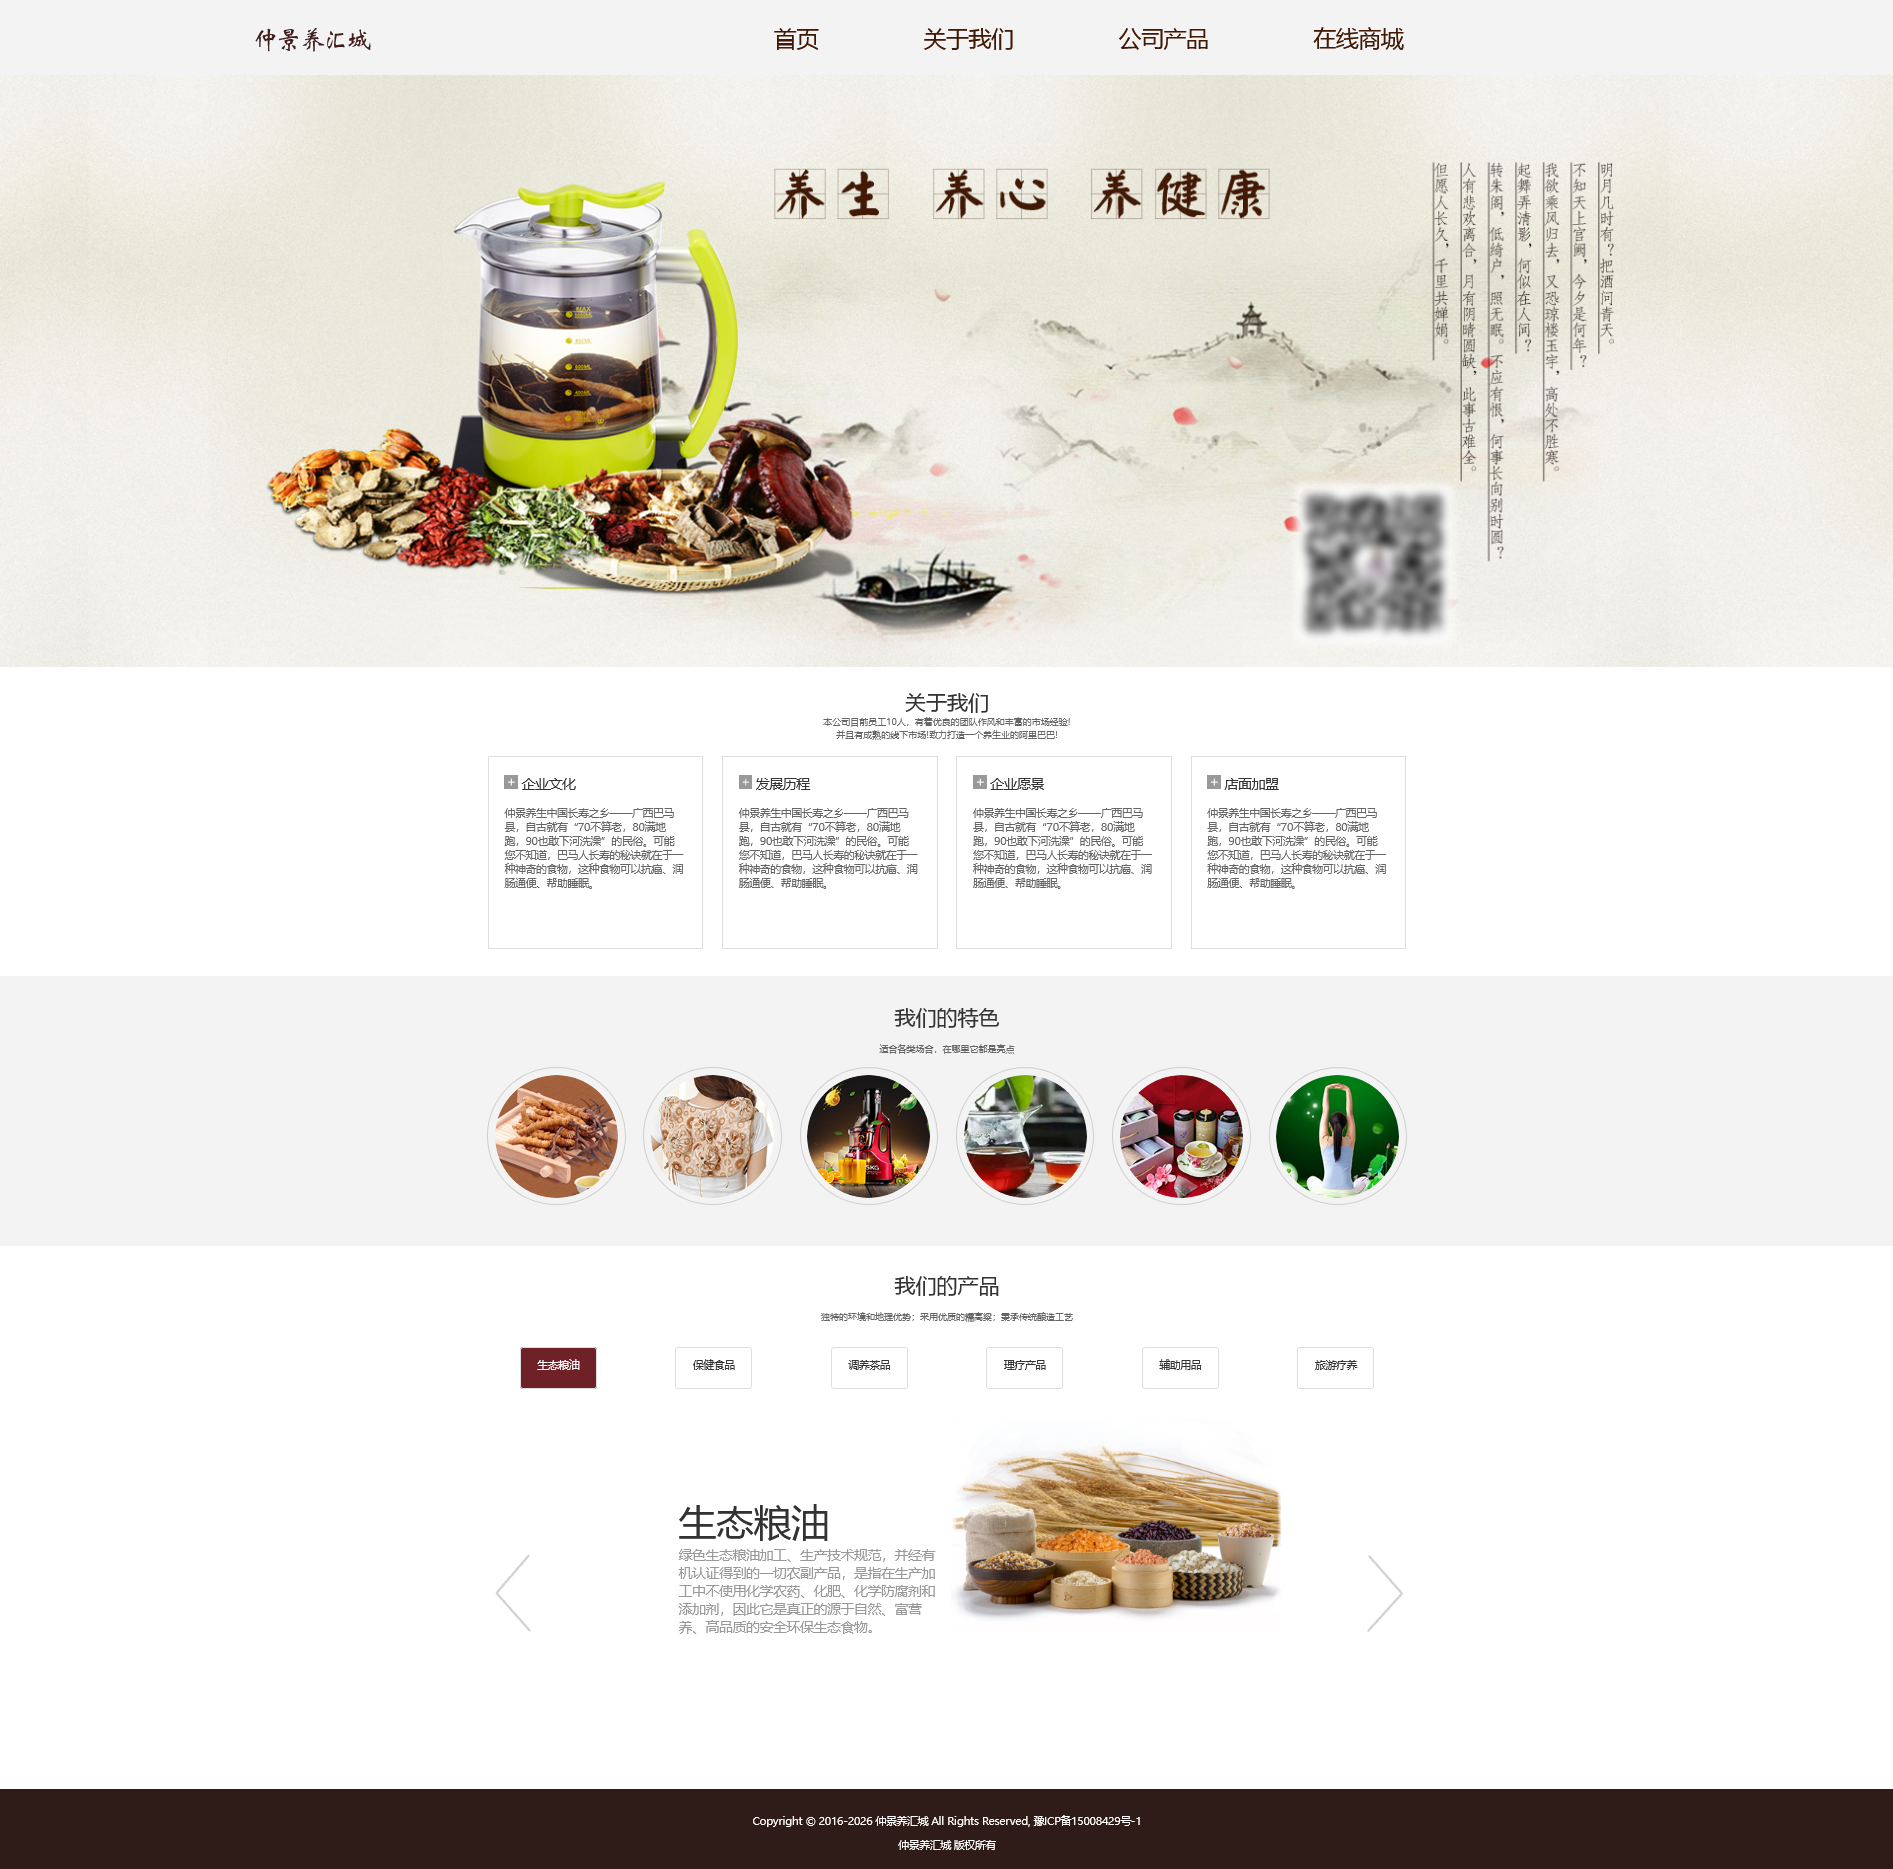 仲景养汇城
首页
关于我们
公司产品
在线商城
养生 养心 养健康
明月几时有？把酒问青天。
不知天上宫阙，今夕是何年？
我欲乘风归去，又恐琼楼玉宇，高处不胜寒。
起舞弄清影，何似在人间？
转朱阁，低绮户，照无眠。不应有恨，何事长向别时圆？
人有悲欢离合，月有阴晴圆缺，此事古难全。
但愿人长久，千里共婵娟。
关于我们
本公司目前员工10人，有着优良的团队作风和丰富的市场经验!
并且有成熟的线下市场!致力打造一个养生业的阿里巴巴!
企业文化
仲景养生中国长寿之乡——广西巴马
县，自古就有“70不算老，80满地
跑，90也敢下河洗澡”的民俗。可能
您不知道，巴马人长寿的秘诀就在于一
种神奇的食物，这种食物可以抗癌、润
肠通便、帮助睡眠。
发展历程
仲景养生中国长寿之乡——广西巴马
县，自古就有“70不算老，80满地
跑，90也敢下河洗澡”的民俗。可能
您不知道，巴马人长寿的秘诀就在于一
种神奇的食物，这种食物可以抗癌、润
肠通便、帮助睡眠。
企业愿景
仲景养生中国长寿之乡——广西巴马
县，自古就有“70不算老，80满地
跑，90也敢下河洗澡”的民俗。可能
您不知道，巴马人长寿的秘诀就在于一
种神奇的食物，这种食物可以抗癌、润
肠通便、帮助睡眠。
店面加盟
仲景养生中国长寿之乡——广西巴马
县，自古就有“70不算老，80满地
跑，90也敢下河洗澡”的民俗。可能
您不知道，巴马人长寿的秘诀就在于一
种神奇的食物，这种食物可以抗癌、润
肠通便、帮助睡眠。
我们的特色
适合各类场合，在哪里它都是亮点
我们的产品
独特的环境和地理优势；采用优质的糯高粱；秉承传统酿造工艺
生态粮油
保健食品
调养茶品
理疗产品
辅助用品
旅游疗养
生态粮油
绿色生态粮油加工、生产技术规范，并经有
机认证得到的一切农副产品，是指在生产加
工中不使用化学农药、化肥、化学防腐剂和
添加剂，因此它是真正的源于自然、富营
养、高品质的安全环保生态食物。
Copyright © 2016-2026 仲景养汇城 All Rights Reserved, 豫ICP备15008429号-1
仲景养汇城 版权所有